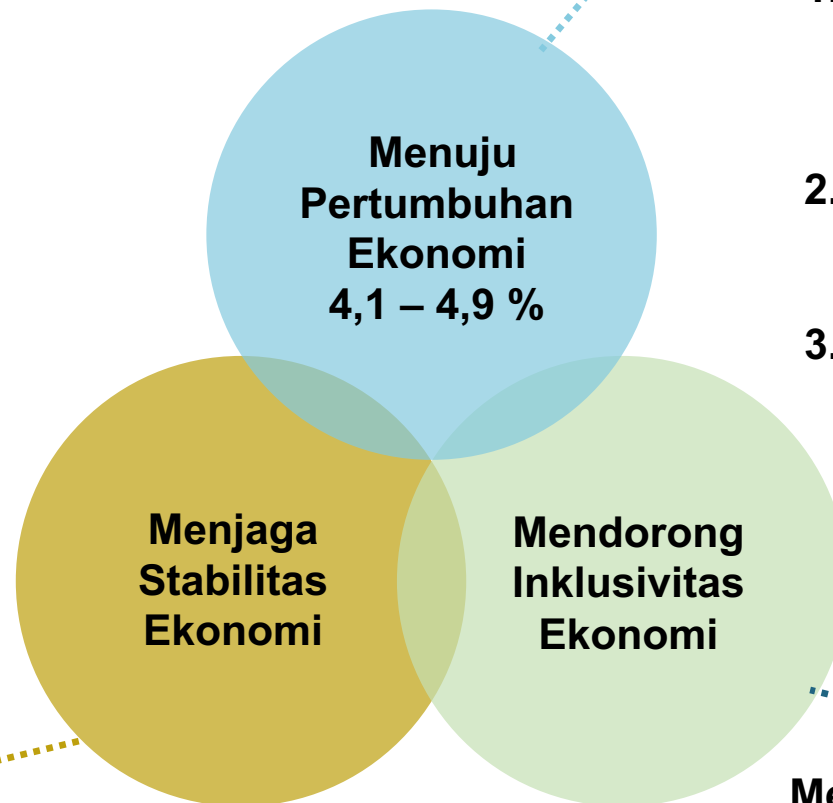 Menuju
Pertumbuhan
Ekonomi
4,1 – 4,9 %
2.
3.
Menjaga
Stabilitas
Ekonomi
Mendorong
Inklusivitas
Ekonomi
Me